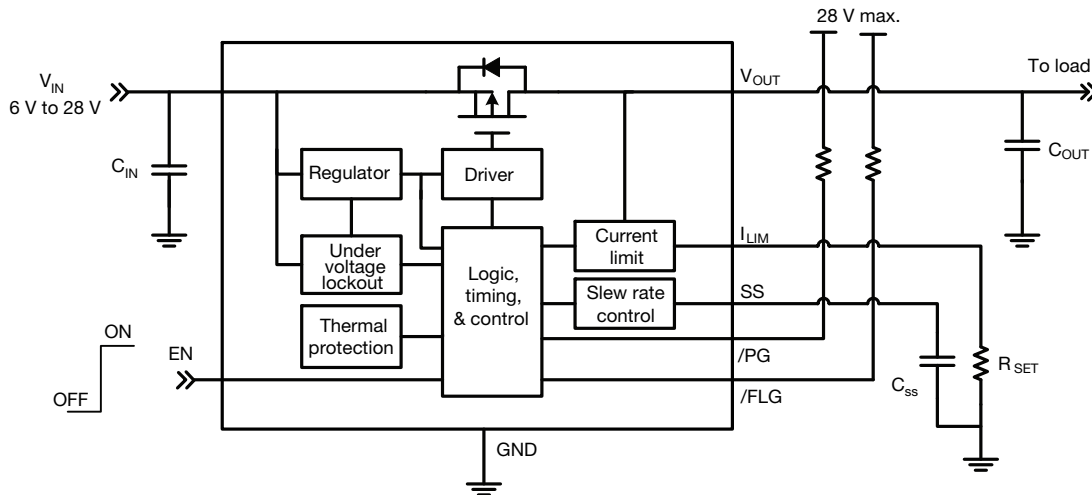 28 V max.
V_IN
6 V to 28 V
V_OUT
To load
C_IN
C_OUT
Regulator
Driver
Under
voltage
lockout
Logic,
timing,
& control
Current
limit
I_LIM
Slew rate
control
SS
Thermal
protection
ON
OFF
EN
/PG
/FLG
C_ss
R_SET
GND